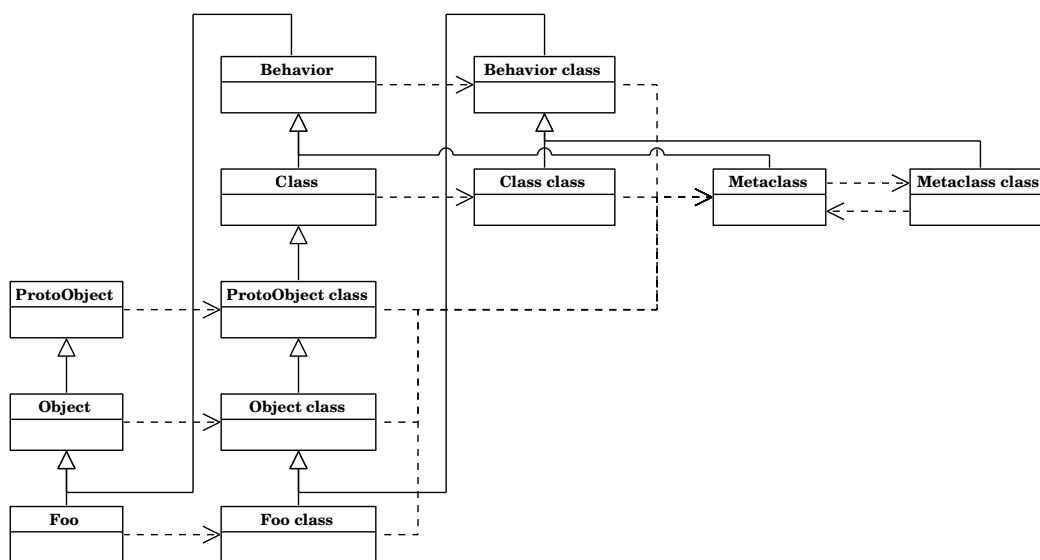 Behavior
Behavior class
Class
Class class
Metaclass
Metaclass class
ProtoObject
ProtoObject class
Object
Object class
Foo
Foo class